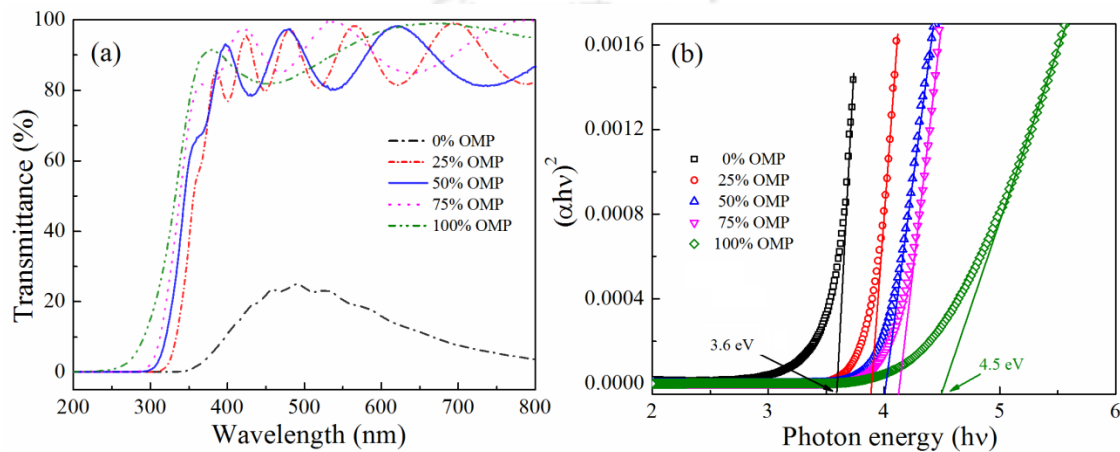 (a)
Transmittance (%)
100
80
60
40
20
0
0% OMP
25% OMP
50% OMP
75% OMP
100% OMP
200 300 400 500 600 700 800
Wavelength (nm)
(b)
(αhν)²
0.0016
0.0012
0.0008
0.0004
0.0000
0% OMP
25% OMP
50% OMP
75% OMP
100% OMP
3.6 eV
4.5 eV
2 3 4 5 6
Photon energy (hν)